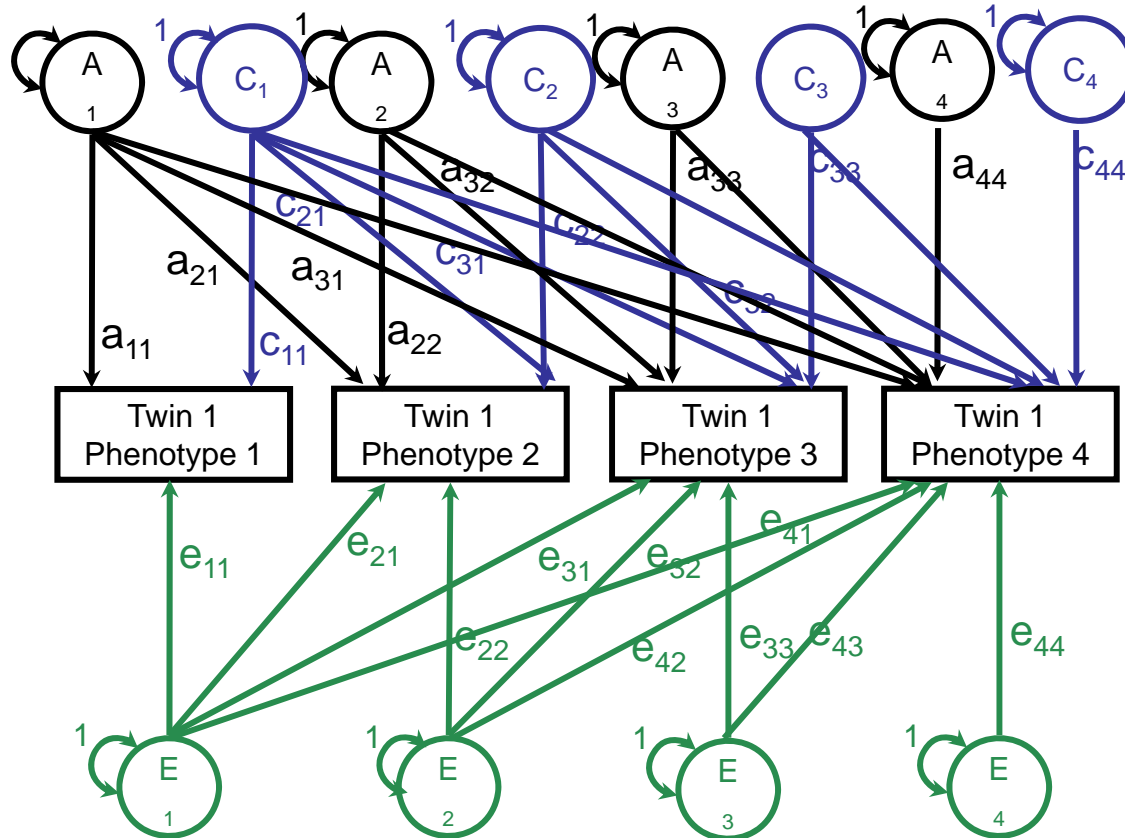 1 1 1 1 1 1 1
A C₁ A C₂ A C₃ A C₄
1 2 3 4
a₃₂ a₃₃ c₃₃ a₄₄ c₄₄
c₂₁ c₂₂
a₂₁ a₃₁ c₃₁ c₃₂
a₁₁ c₁₁ a₂₂
Twin 1 Twin 1 Twin 1 Twin 1
Phenotype 1 Phenotype 2 Phenotype 3 Phenotype 4
e₁₁ e₂₁ e₃₁ e₃₂ e₄₁
e₂₂ e₄₂ e₃₃ e₄₃ e₄₄
1 1 1 1
E E E E
1 2 3 4